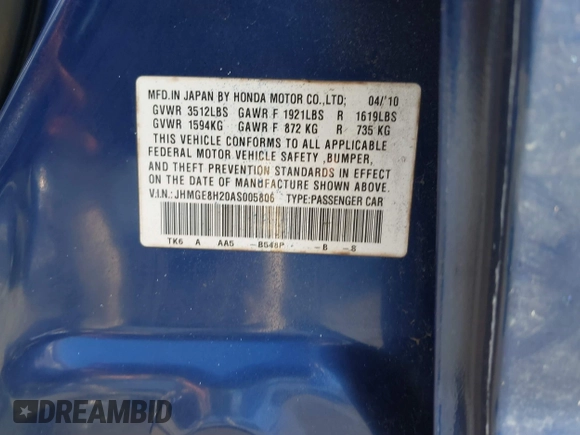 MFD.IN JAPAN BY HONDA MOTOR CO.,LTD; 04/'10
GVWR 3512LBS GAWR F 1921LBS R 1619LBS
GVWR 1594KG GAWR F 872 KG R 735 KG
THIS VEHICLE CONFORMS TO ALL APPLICABLE
FEDERAL MOTOR VEHICLE SAFETY ,BUMPER,
AND THEFT PREVENTION STANDARDS IN EFFECT
ON THE DATE OF MANUFACTURE SHOWN ABOVE.
V.I.N.: JHMGE8H20AS005806 TYPE:PASSENGER CAR
TK6 A AA5 -B548P -B -S
DREAMBID